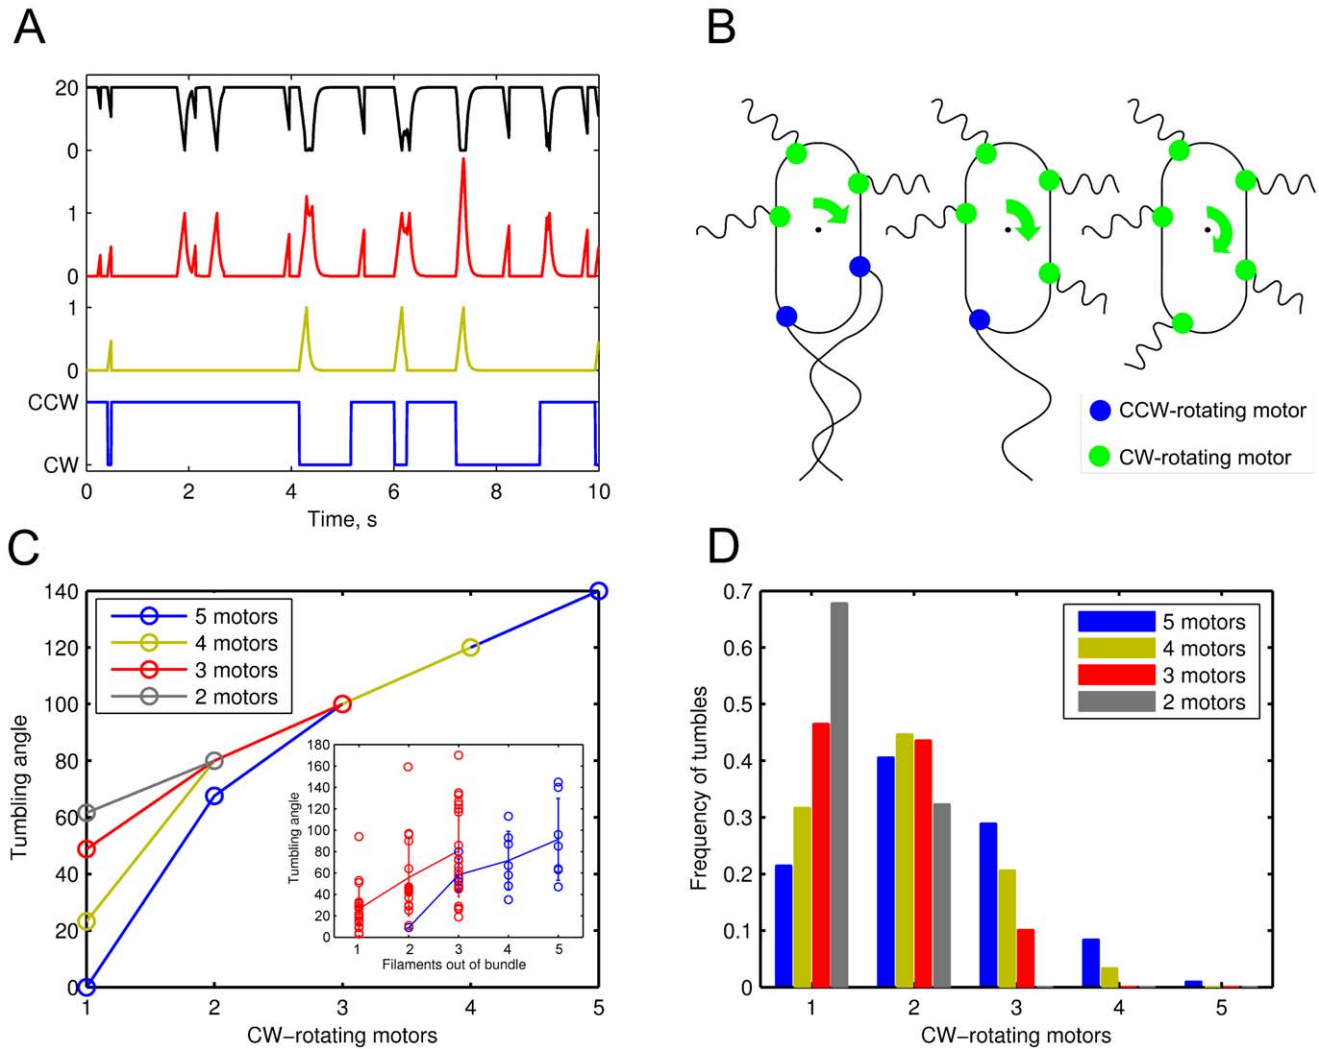 A
20
0
1
0
1
0
CCW
CW
0 2 4 6 8 10
Time, s
B
CCW-rotating motor
CW-rotating motor
C
Tumbling angle
140
120
100
80
60
40
20
0
1 2 3 4 5
CW−rotating motors
5 motors
4 motors
3 motors
2 motors
Tumbling angle
180
160
140
120
100
80
60
40
20
0
1 2 3 4 5
Filaments out of bundle
D
Frequency of tumbles
0.7
0.6
0.5
0.4
0.3
0.2
0.1
0
1 2 3 4 5
CW−rotating motors
5 motors
4 motors
3 motors
2 motors